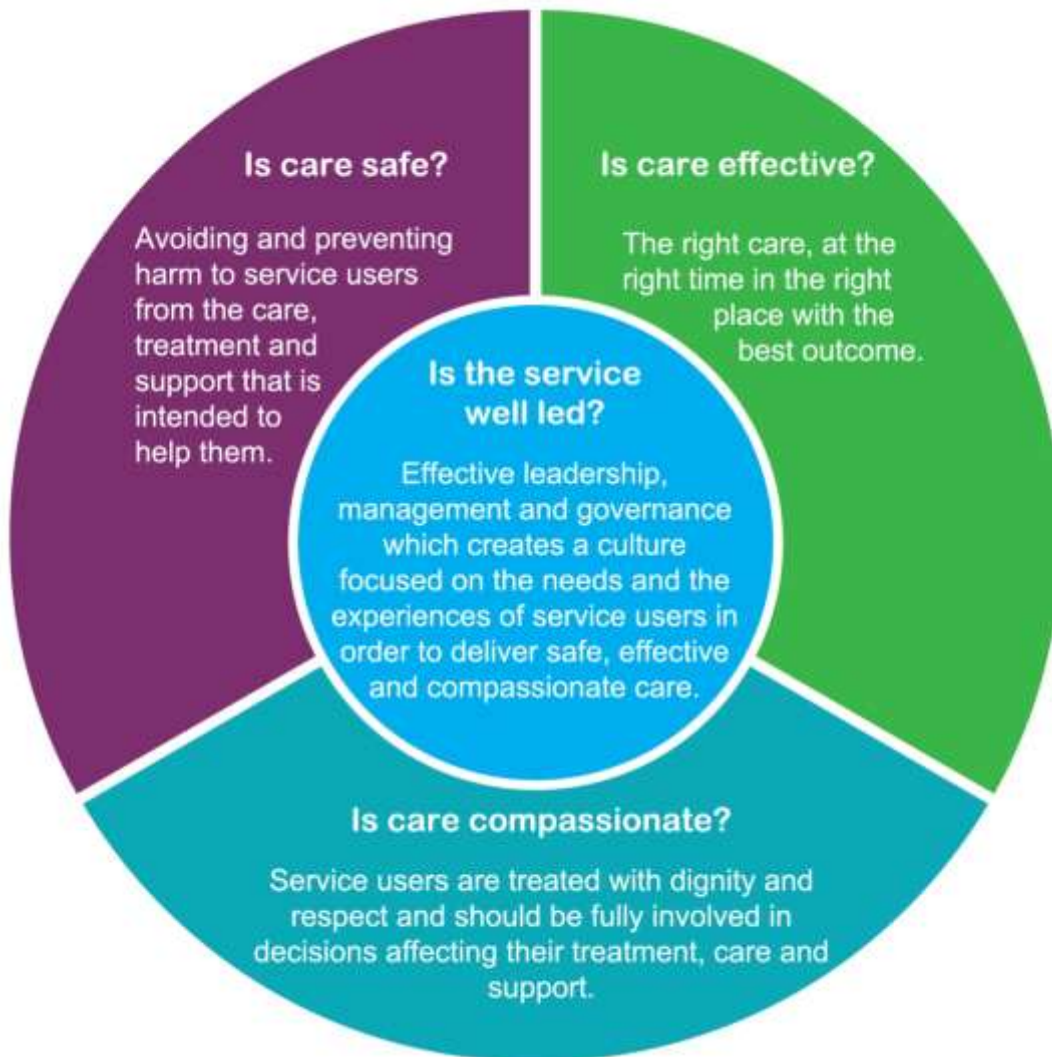 Is care safe?
Avoiding and preventing
harm to service users
from the care,
treatment and
support that is
intended to
help them.
Is care effective?
The right care, at the
right time in the right
place with the
best outcome.
Is the service
well led?
Effective leadership,
management and governance
which creates a culture
focused on the needs and the
experiences of service users in
order to deliver safe, effective
and compassionate care.
Is care compassionate?
Service users are treated with dignity and
respect and should be fully involved in
decisions affecting their treatment, care and
support.